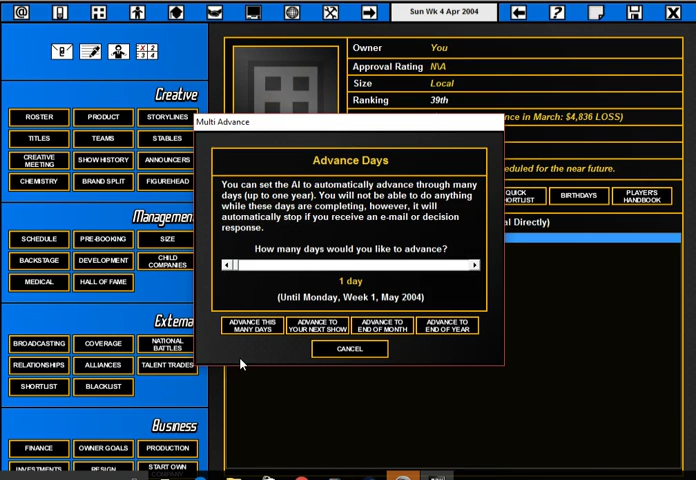 Sun Wk 4 Apr 2004
Owner You
Approval Rating N\A
Size Local
Ranking 39th
ance in March: $4,836 LOSS)
eduled for the near future.
QUICK
HORTLIST
BIRTHDAYS
PLAYER'S
HANDBOOK
al Directly)
Creative
ROSTER PRODUCT STORYLINES
TITLES TEAMS STABLES
CREATIVE
MEETING
SHOW HISTORY ANNOUNCERS
CHEMISTRY BRAND SPLIT FIGUREHEAD
Managemen
SCHEDULE PRE-BOOKING SIZE
BACKSTAGE DEVELOPMENT
CHILD
COMPANIES
MEDICAL HALL OF FAME
Externa
BROADCASTING COVERAGE
NATIONAL
BATTLES
RELATIONSHIPS ALLIANCES TALENT TRADES
SHORTLIST BLACKLIST
Business
FINANCE OWNER GOALS PRODUCTION
INVESTMENTS DESIGN
START OWN
Multi Advance
Advance Days
You can set the AI to automatically advance through many
days (up to one year). You will not be able to do anything
while these days are completing, however, it will
automatically stop if you receive an e-mail or decision
response.
How many days would you like to advance?
1 day
(Until Monday, Week 1, May 2004)
ADVANCE THIS
MANY DAYS
ADVANCE TO
YOUR NEXT SHOW
ADVANCE TO
END OF MONTH
ADVANCE TO
END OF YEAR
CANCEL